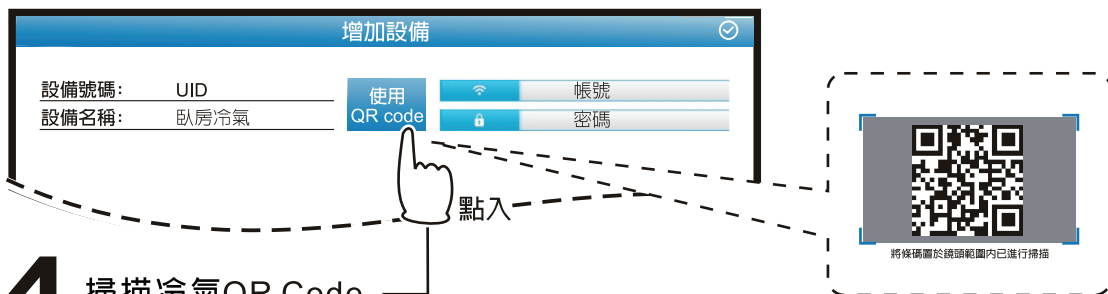 增加設備
設備號碼： UID
設備名稱： 臥房冷氣
使用
QR code
帳號
密碼
點入
將條碼置於鏡頭範圍内已進行掃描
4 掃描冷氣QR Code